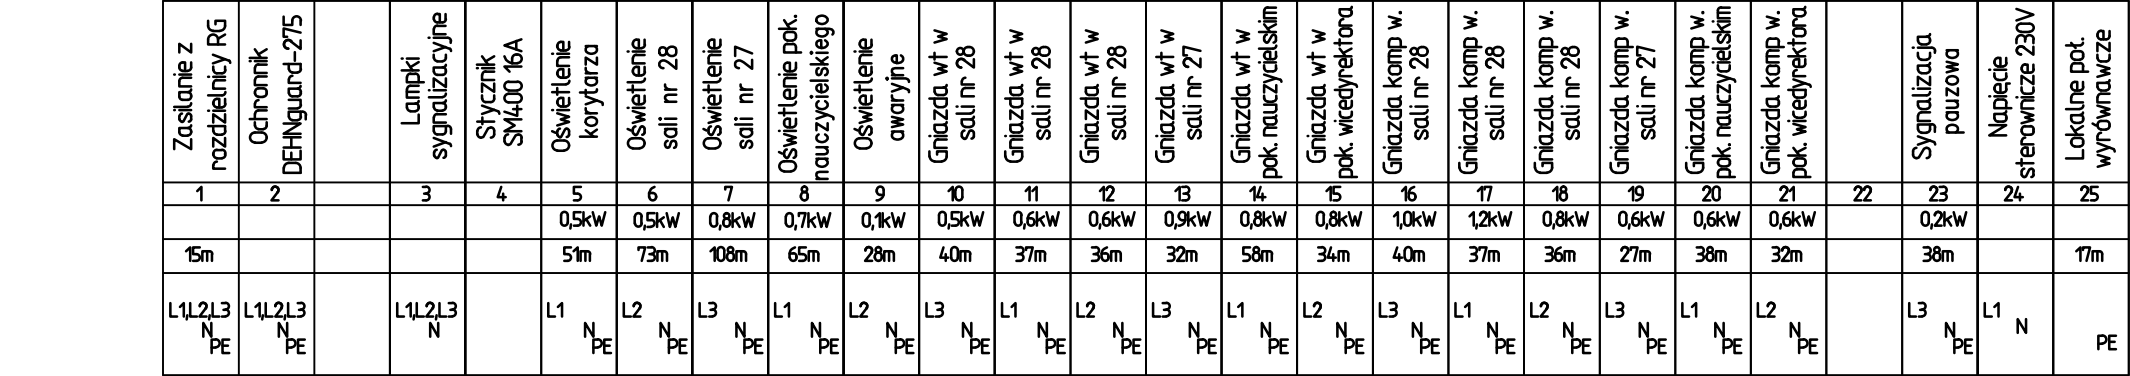 Zasilanie z
rozdzielnicy RG
Ochronnik
DEHNguard-275
Lampki
sygnalizacyjne
Stycznik
SM400 16A
Oświetlenie
korytarza
Oświetlenie
sali nr 28
Oświetlenie
sali nr 27
Oświetlenie pok.
nauczycielskiego
Oświetlenie
awaryjne
Gniazda wt w
sali nr 28
Gniazda wt w
sali nr 28
Gniazda wt w
sali nr 28
Gniazda wt w
sali nr 27
Gniazda wt w
pok. nauczycielskim
Gniazda wt w
pok. wicedyrektora
Gniazda komp w.
sali nr 28
Gniazda komp w.
sali nr 28
Gniazda komp w.
sali nr 28
Gniazda komp w.
sali nr 27
Gniazda komp w.
pok. nauczycielskim
Gniazda komp w.
pok. wicedyrektora
Sygnalizacja
pauzowa
Napięcie
sterownicze 230V
Lokalne poł.
wyrównawcze
1 2 3 4 5 6 7 8 9 10 11 12 13 14 15 16 17 18 19 20 21 22 23 24 25
0,5kW 0,5kW 0,8kW 0,7kW 0,1kW 0,5kW 0,6kW 0,6kW 0,9kW 0,8kW 0,8kW 1,0kW 1,2kW 0,8kW 0,6kW 0,6kW 0,6kW 0,2kW
15m 51m 73m 108m 65m 28m 40m 37m 36m 32m 58m 34m 40m 37m 36m 27m 38m 32m 38m 17m
L1,L2,L3 L1,L2,L3 L1,L2,L3 L1 L2 L3 L1 L2 L3 L1 L2 L3 L1 L2 L3 L1 L2 L3 L1 L2 L3 L1
N N N N N N N N N N N N N N N N N N N N N N
PE PE PE PE PE PE PE PE PE PE PE PE PE PE PE PE PE PE PE PE PE